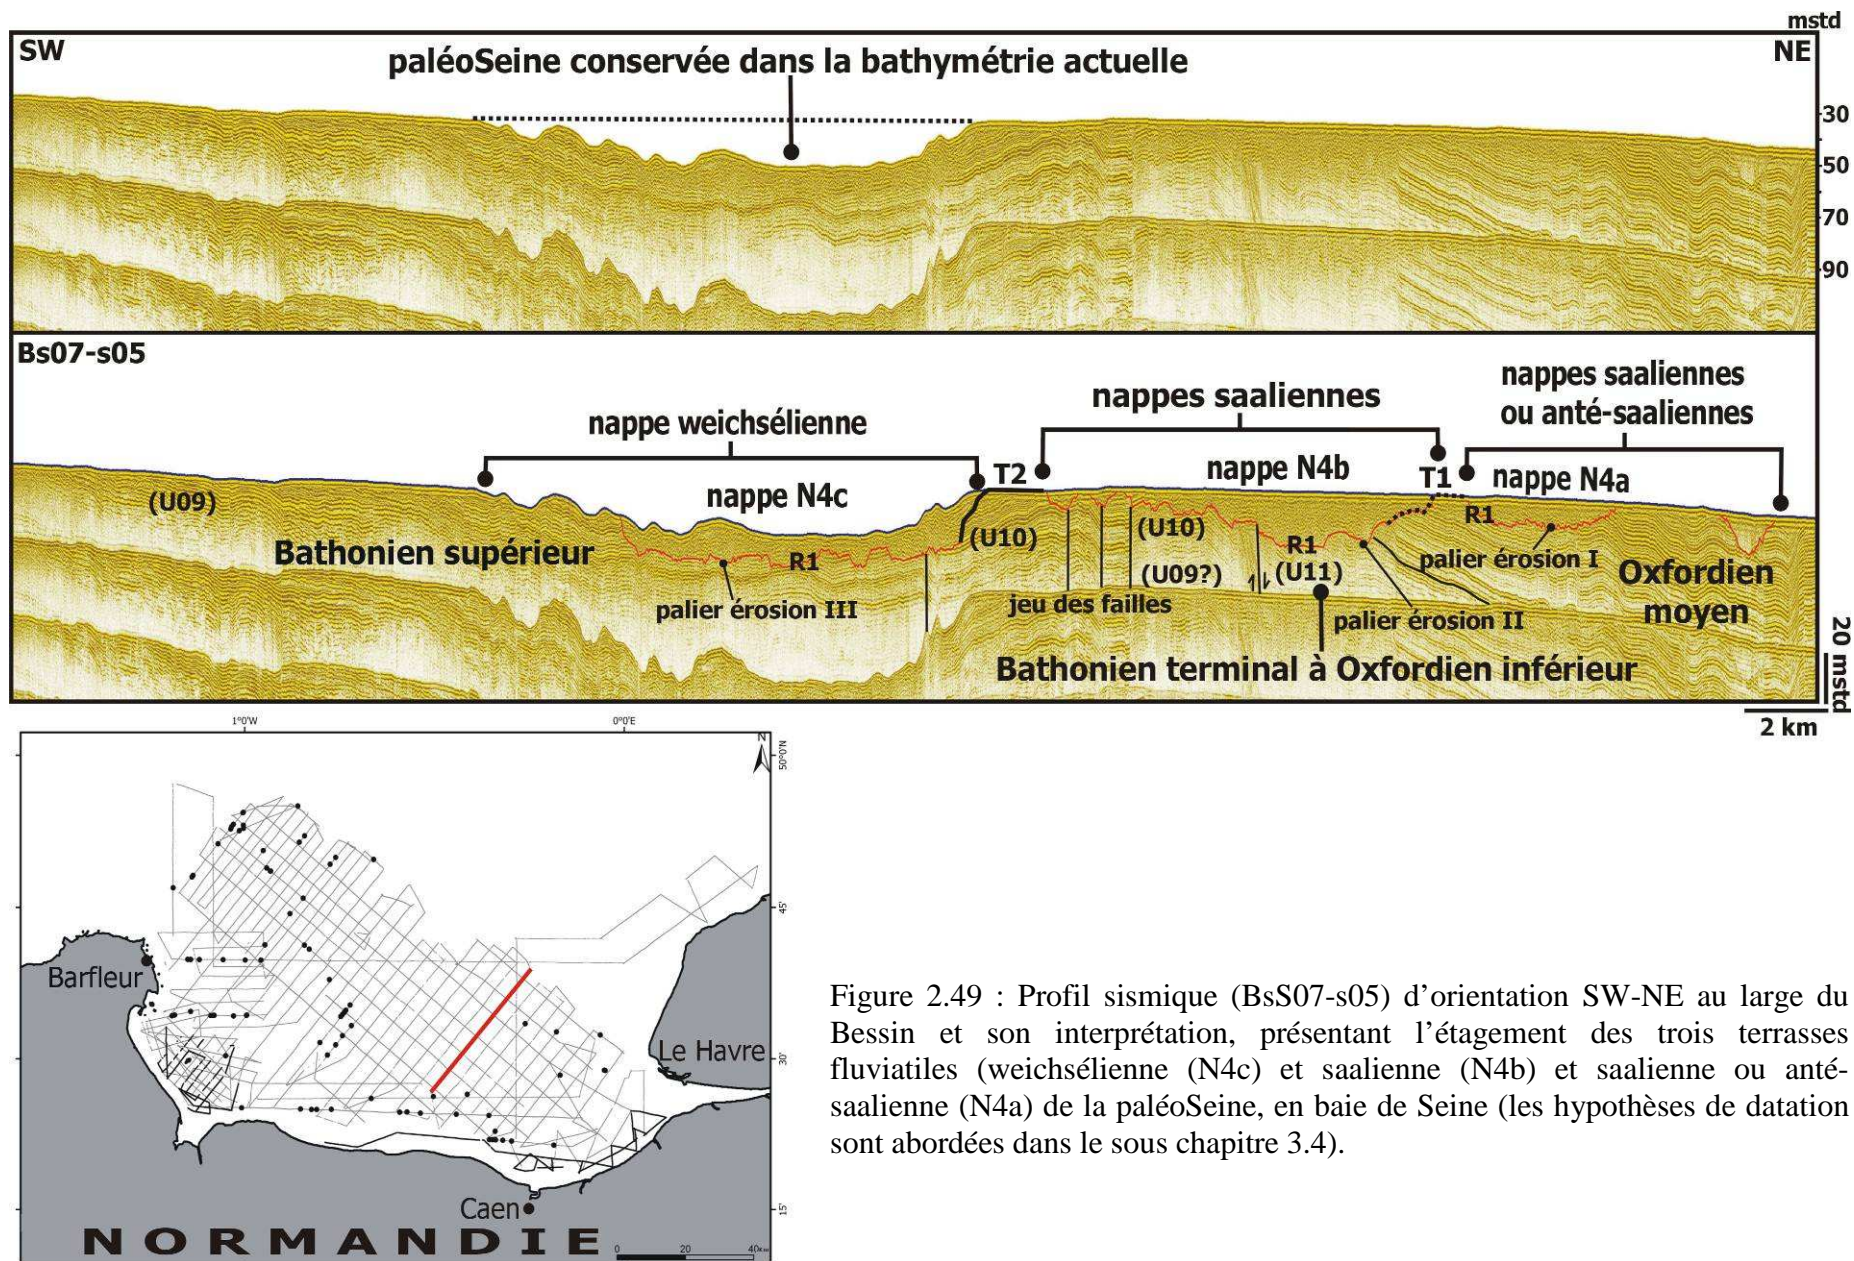 mstd
SW
NE
paléoSeine conservée dans la bathymétrie actuelle
30
50
70
90
Bs07-s05
nappes saaliennes
ou anté-saaliennes
nappes saaliennes
nappe weichsélienne
T2
nappe N4b
T1
nappe N4a
nappe N4c
(U09)
R1
(U10)
(U10)
Bathonien supérieur
R1
R1
palier érosion I
Oxfordien
moyen
(U09?)
(U11)
palier érosion III
jeu des failles
palier érosion II
Bathonien terminal à Oxfordien inférieur
20 mstd
2 km
1°0'W
0°0'E
N
50°0'N
45'
Barfleur
30'
Le Havre
Caen
15'
NORMANDIE
0 20 40
Figure 2.49 : Profil sismique (BsS07-s05) d'orientation SW-NE au large du
Bessin et son interprétation, présentant l'étagement des trois terrasses
fluviatiles (weichsélienne (N4c) et saalienne (N4b) et saalienne ou anté-
saalienne (N4a) de la paléoSeine, en baie de Seine (les hypothèses de datation
sont abordées dans le sous chapitre 3.4).